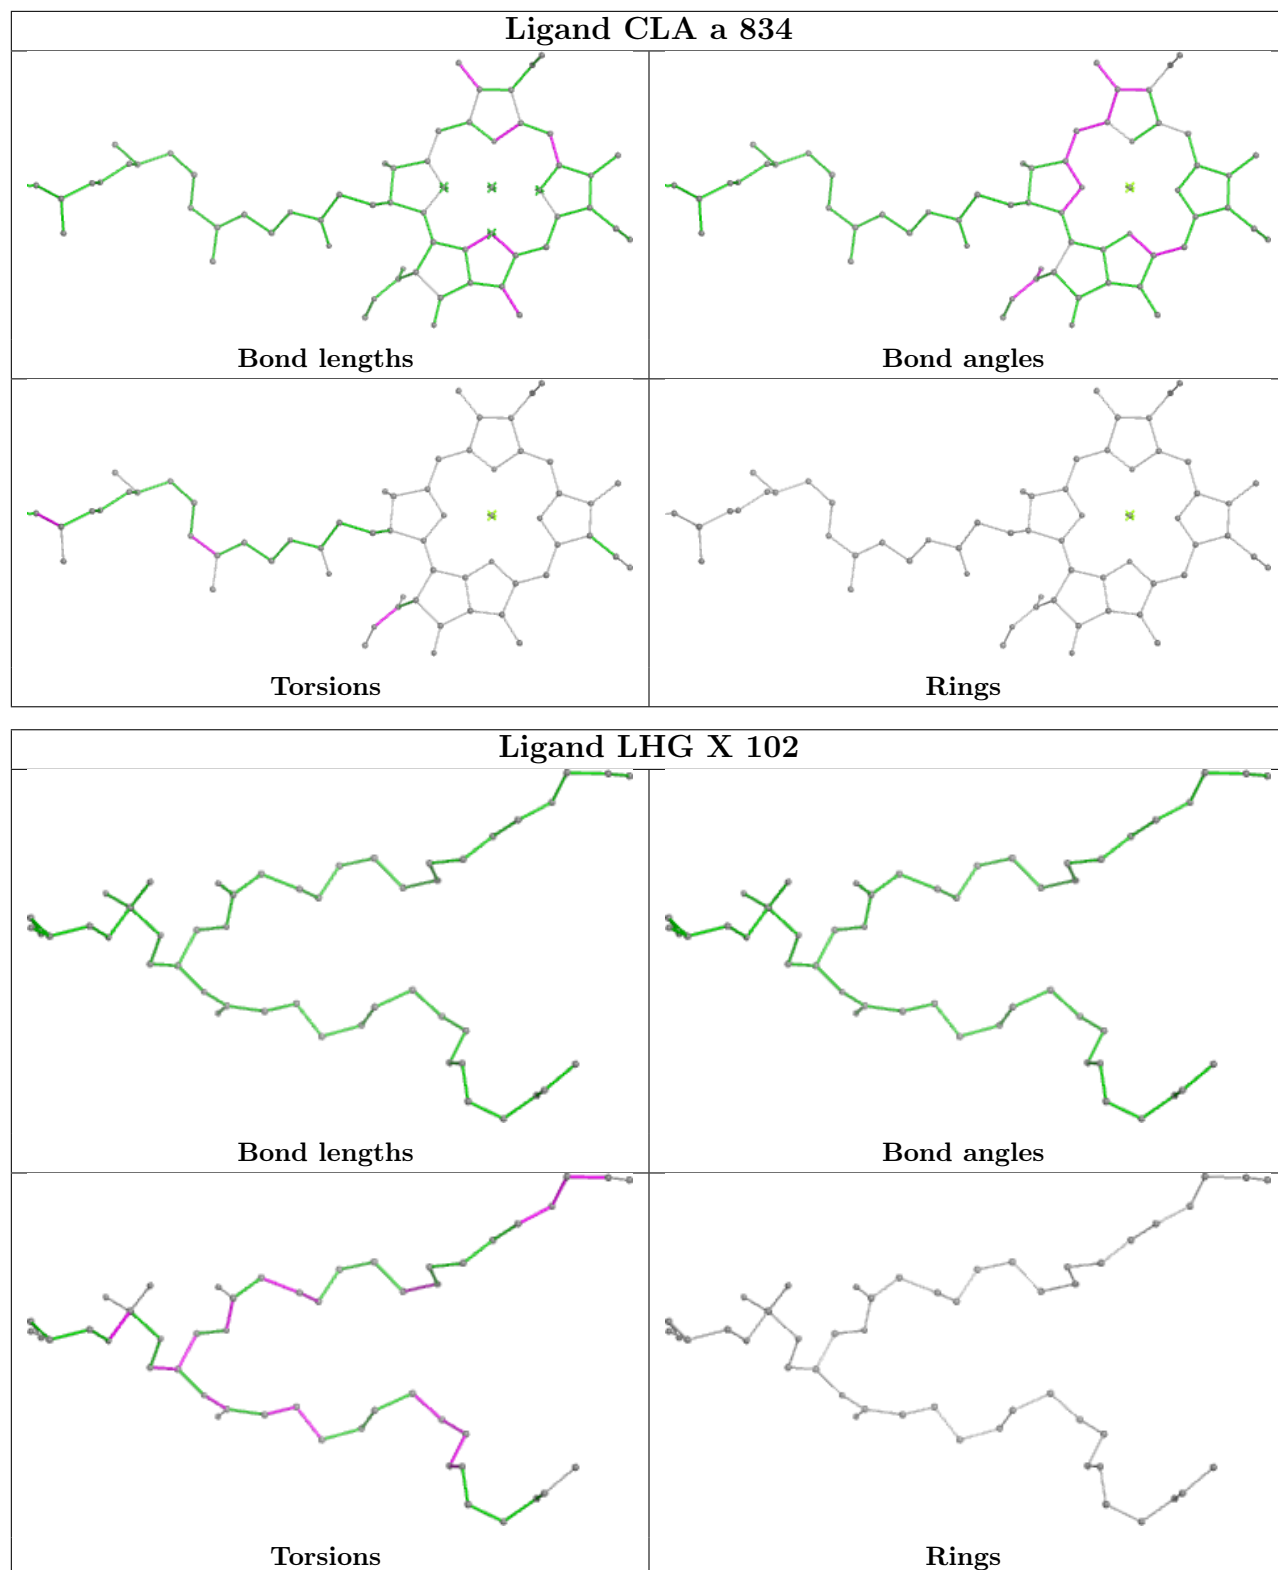 Ligand CLA a 834
Bond lengths
Bond angles
Torsions
Rings
Ligand LHG X 102
Bond lengths
Bond angles
Torsions
Rings